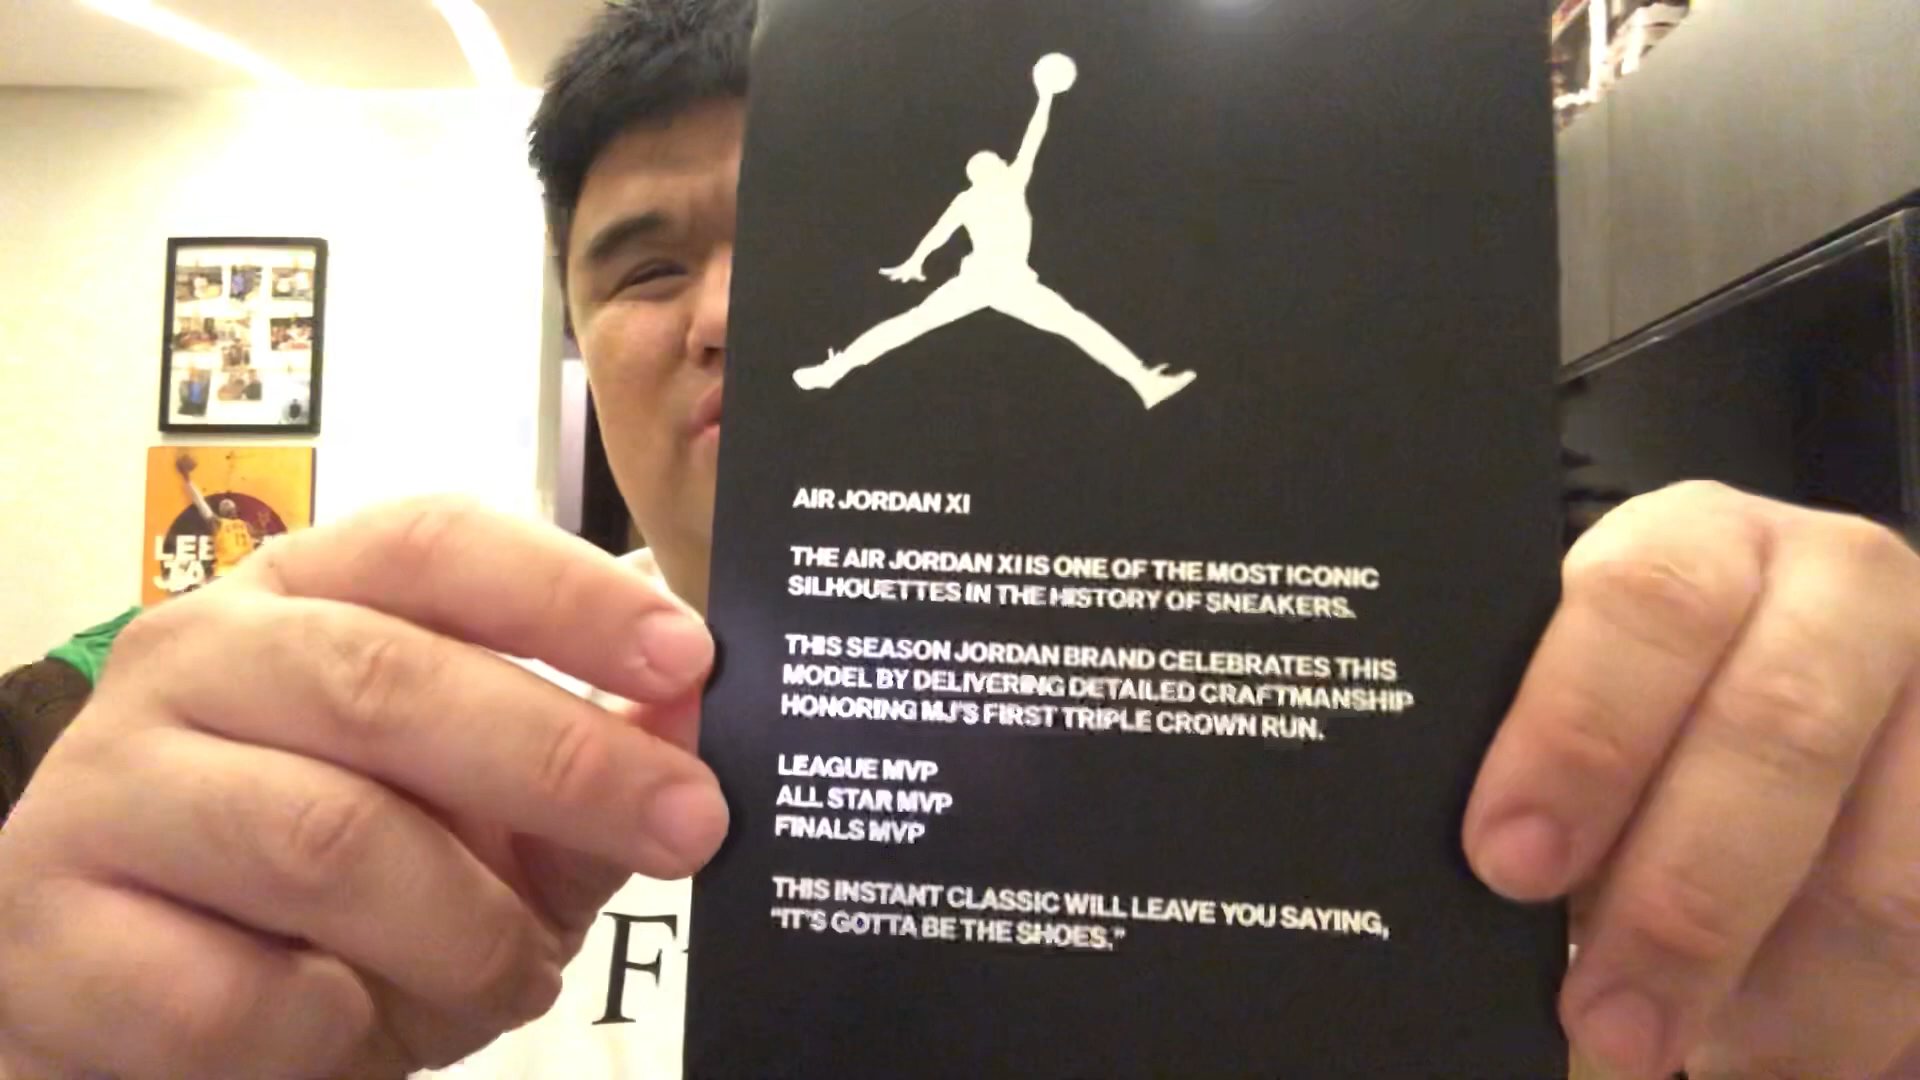 AIR JORDAN XI
THE AIR JORDAN XI IS ONE OF THE MOST ICONIC
SILHOUETTES IN THE HISTORY OF SNEAKERS.
THIS SEASON JORDAN BRAND CELEBRATES THIS
MODEL BY DELIVERING DETAILED CRAFTMANSHIP
HONORING MJ'S FIRST TRIPLE CROWN RUN.
LEAGUE MVP
ALL STAR MVP
FINALS MVP
THIS INSTANT CLASSIC WILL LEAVE YOU SAYING,
"IT'S GOTTA BE THE SHOES."
F